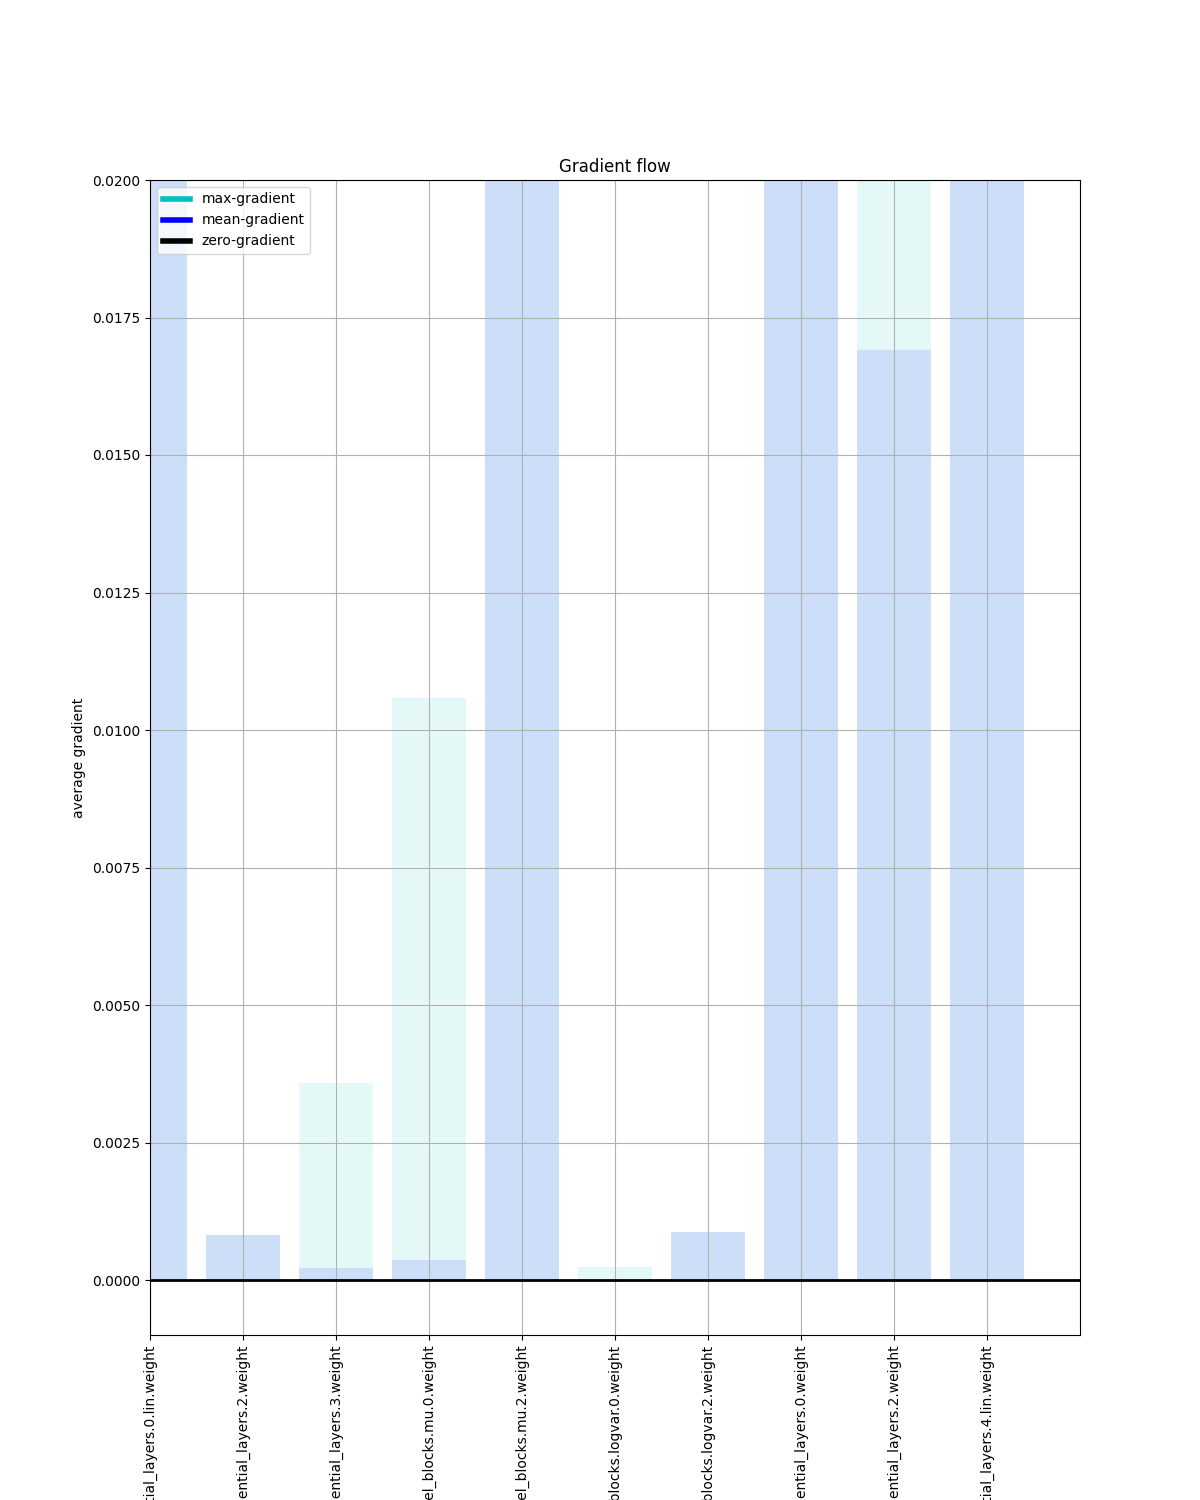 Gradient flow
max-gradient
mean-gradient
zero-gradient
0.0200
0.0175
0.0150
0.0125
0.0100
0.0075
0.0050
0.0025
0.0000
average gradient
tial_layers.0.lin.weight
ential_layers.2.weight
ential_layers.3.weight
el_blocks.mu.0.weight
el_blocks.mu.2.weight
blocks.logvar.0.weight
blocks.logvar.2.weight
ential_layers.0.weight
ential_layers.2.weight
tial_layers.4.lin.weight